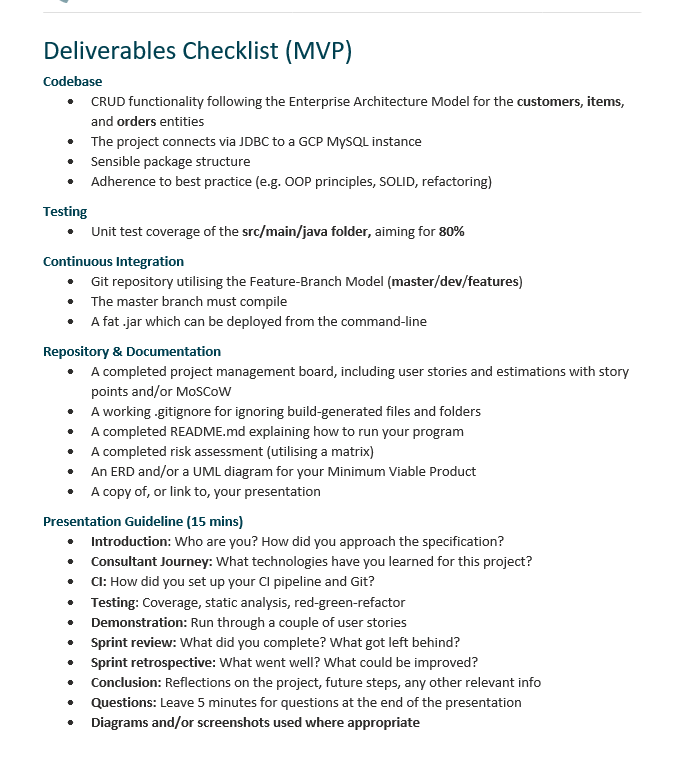 Deliverables Checklist (MVP)
Codebase
• CRUD functionality following the Enterprise Architecture Model for the customers, items,
and orders entities
• The project connects via JDBC to a GCP MySQL instance
• Sensible package structure
• Adherence to best practice (e.g. OOP principles, SOLID, refactoring)
Testing
• Unit test coverage of the src/main/java folder, aiming for 80%
Continuous Integration
• Git repository utilising the Feature-Branch Model (master/dev/features)
• The master branch must compile
• A fat .jar which can be deployed from the command-line
Repository & Documentation
• A completed project management board, including user stories and estimations with story
points and/or MoSCoW
• A working .gitignore for ignoring build-generated files and folders
• A completed README.md explaining how to run your program
• A completed risk assessment (utilising a matrix)
• An ERD and/or a UML diagram for your Minimum Viable Product
• A copy of, or link to, your presentation
Presentation Guideline (15 mins)
• Introduction: Who are you? How did you approach the specification?
• Consultant Journey: What technologies have you learned for this project?
• CI: How did you set up your CI pipeline and Git?
• Testing: Coverage, static analysis, red-green-refactor
• Demonstration: Run through a couple of user stories
• Sprint review: What did you complete? What got left behind?
• Sprint retrospective: What went well? What could be improved?
• Conclusion: Reflections on the project, future steps, any other relevant info
• Questions: Leave 5 minutes for questions at the end of the presentation
• Diagrams and/or screenshots used where appropriate